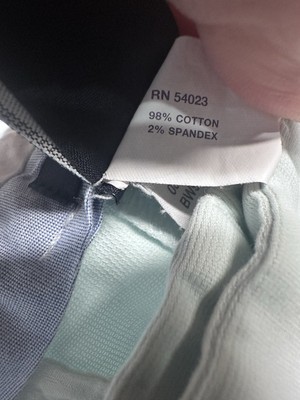 RN 54023
98% COTTON
2% SPANDEX